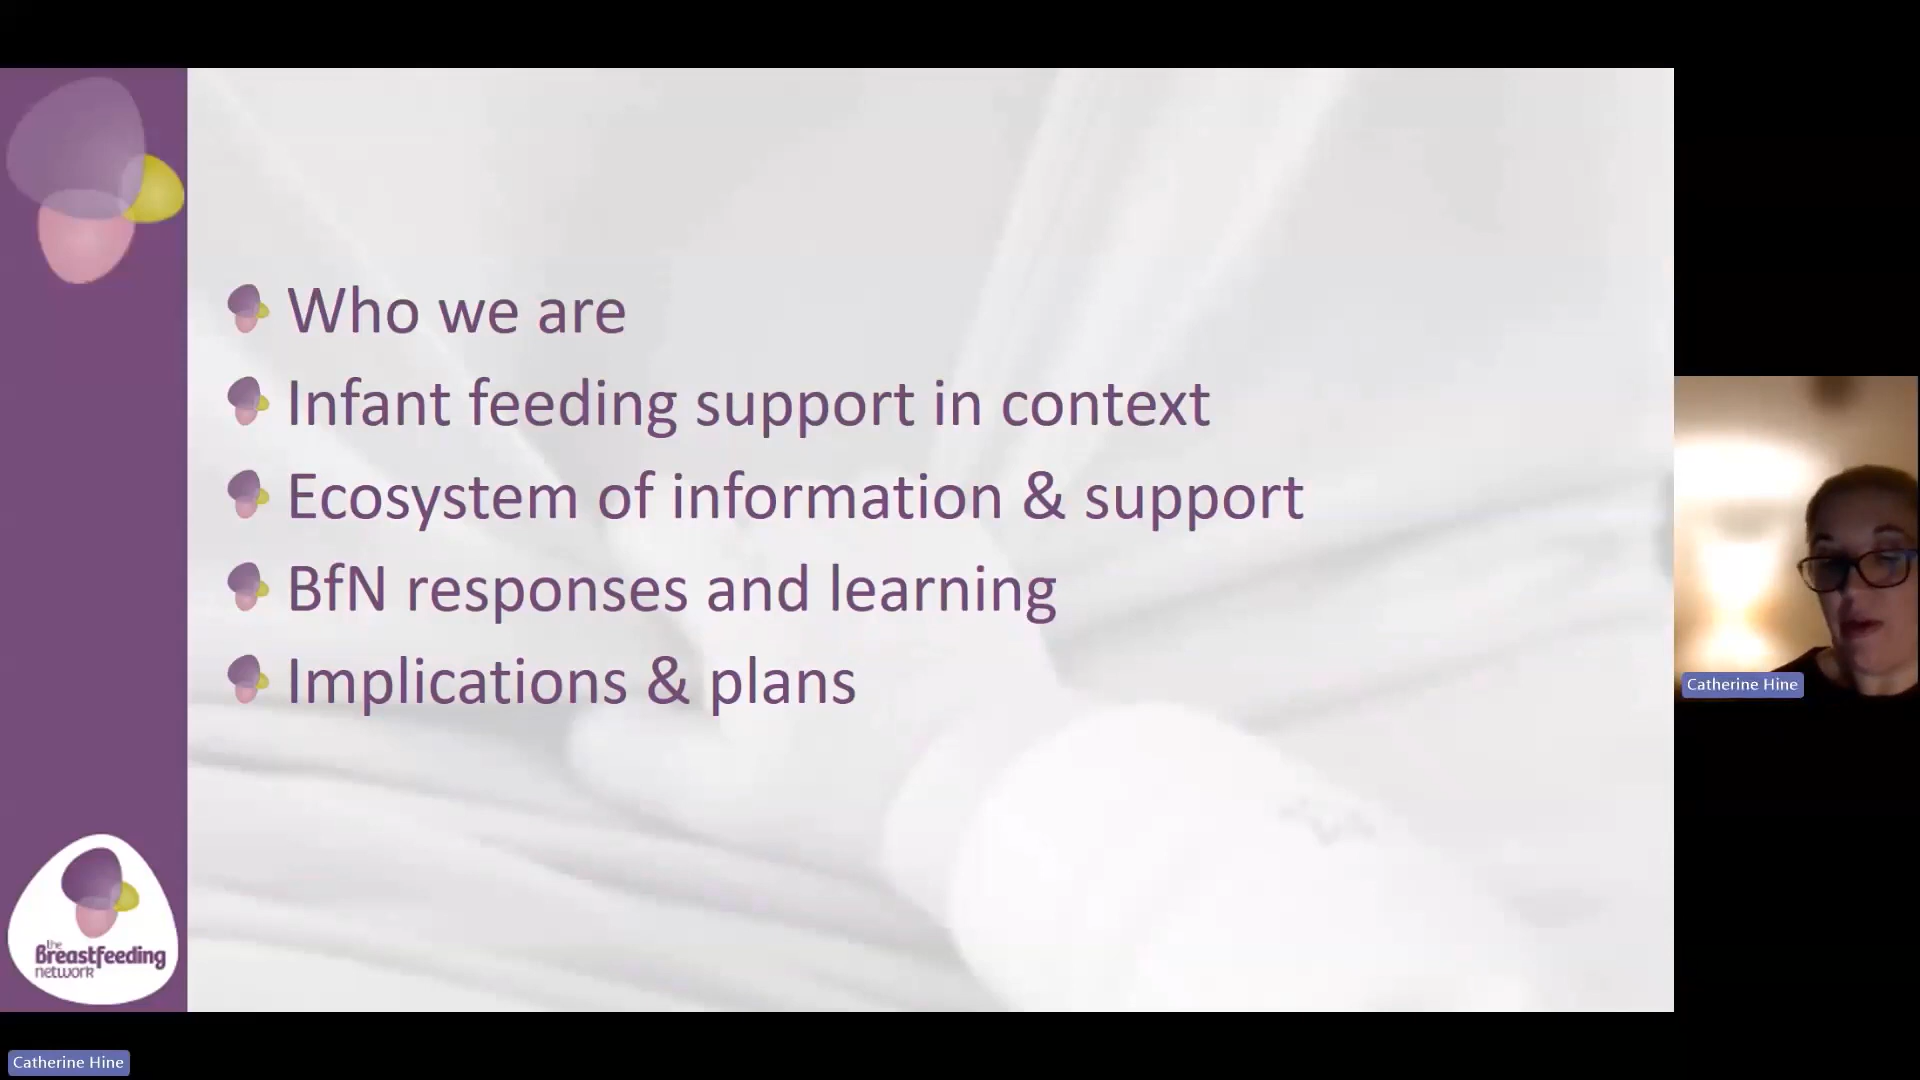 Who we are
Infant feeding support in context
Ecosystem of information & support
BfN responses and learning
Implications & plans
the
Breastfeeding
network
Catherine Hine
Catherine Hine